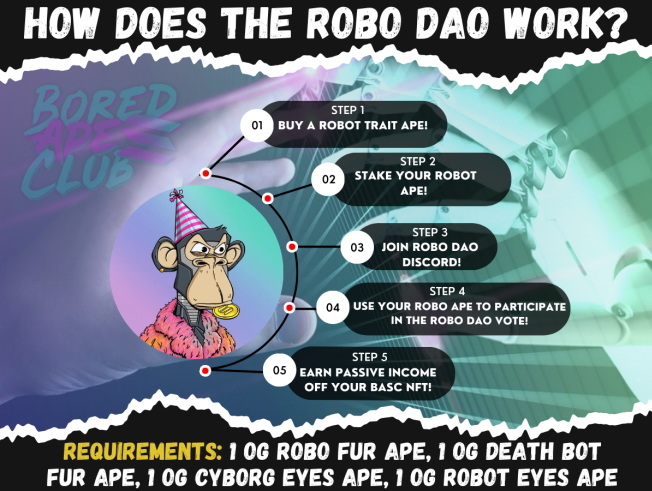 HOW DOES THE ROBO DAO WORK?
BORED
APES
CLUB
01
STEP 1
BUY A ROBOT TRAIT APE!
02
STEP 2
STAKE YOUR ROBOT
APE!
03
STEP 3
JOIN ROBO DAO
DISCORD!
04
STEP 4
USE YOUR ROBO APE TO PARTICIPATE
IN THE ROBO DAO VOTE!
05
STEP 5
EARN PASSIVE INCOME
OFF YOUR BASC NFT!
REQUIREMENTS: 1 OG ROBO FUR APE, 1 OG DEATH BOT
FUR APE, 1 OG CYBORG EYES APE, 1 OG ROBOT EYES APE